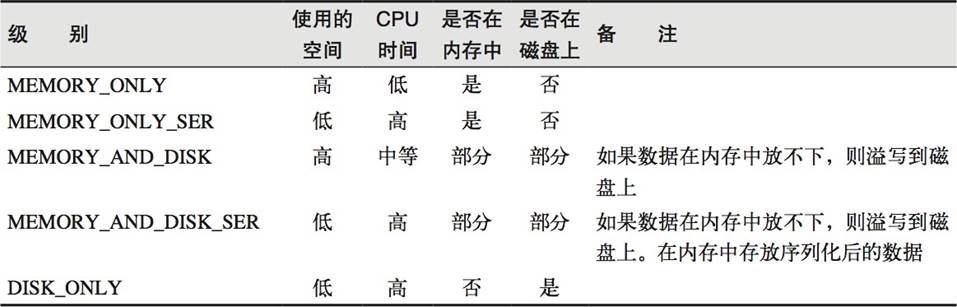 级 别 使用的空间 CPU时间 是否在内存中 是否在磁盘上 备 注
MEMORY_ONLY 高 低 是 否
MEMORY_ONLY_SER 低 高 是 否
MEMORY_AND_DISK 高 中等 部分 部分 如果数据在内存中放不下，则溢写到磁
盘上
MEMORY_AND_DISK_SER 低 高 部分 部分 如果数据在内存中放不下，则溢写到磁
盘上。在内存中存放序列化后的数据
DISK_ONLY 低 高 否 是